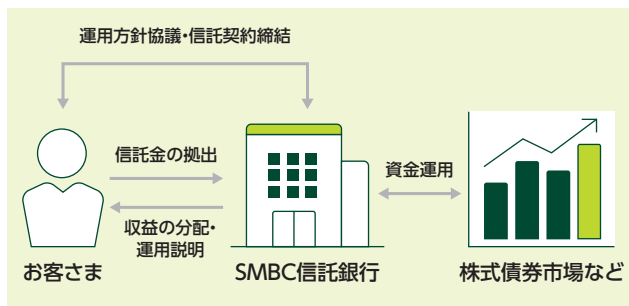 運用方針協議・信託契約締結
信託金の拠出
収益の分配・
運用説明
資金運用
お客さま
SMBC信託銀行
株式債券市場など